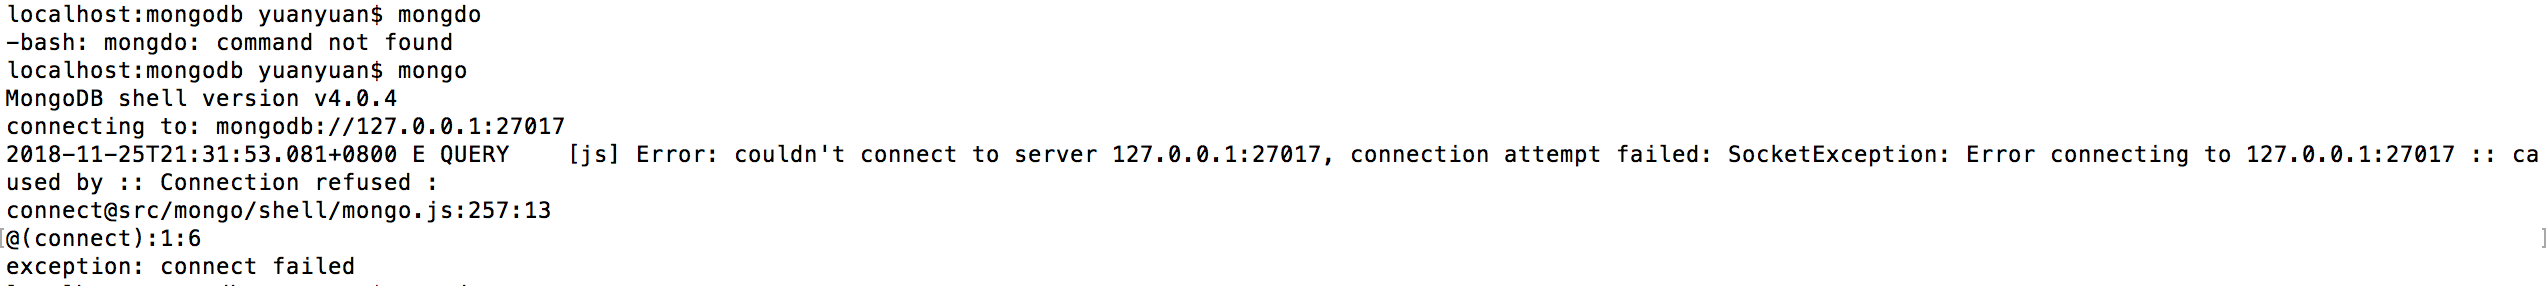 localhost:mongodb yuanyuan$ mongdo
-bash: mongdo: command not found
localhost:mongodb yuanyuan$ mongo
MongoDB shell version v4.0.4
connecting to: mongodb://127.0.0.1:27017
2018-11-25T21:31:53.081+0800 E QUERY    [js] Error: couldn't connect to server 127.0.0.1:27017, connection attempt failed: SocketException: Error connecting to 127.0.0.1:27017 :: ca
used by :: Connection refused :
connect@src/mongo/shell/mongo.js:257:13
[@(connect):1:6 ]
exception: connect failed